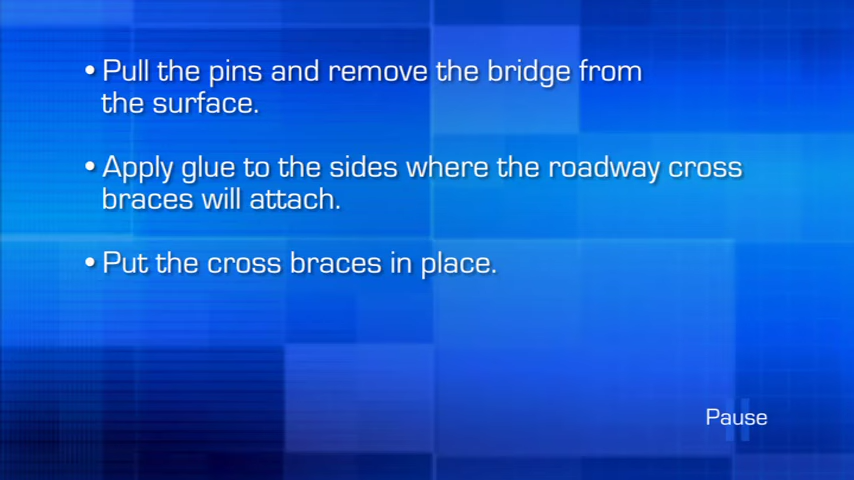 • Pull the pins and remove the bridge from
the surface.
• Apply glue to the sides where the roadway cross
braces will attach.
• Put the cross braces in place.
Pause